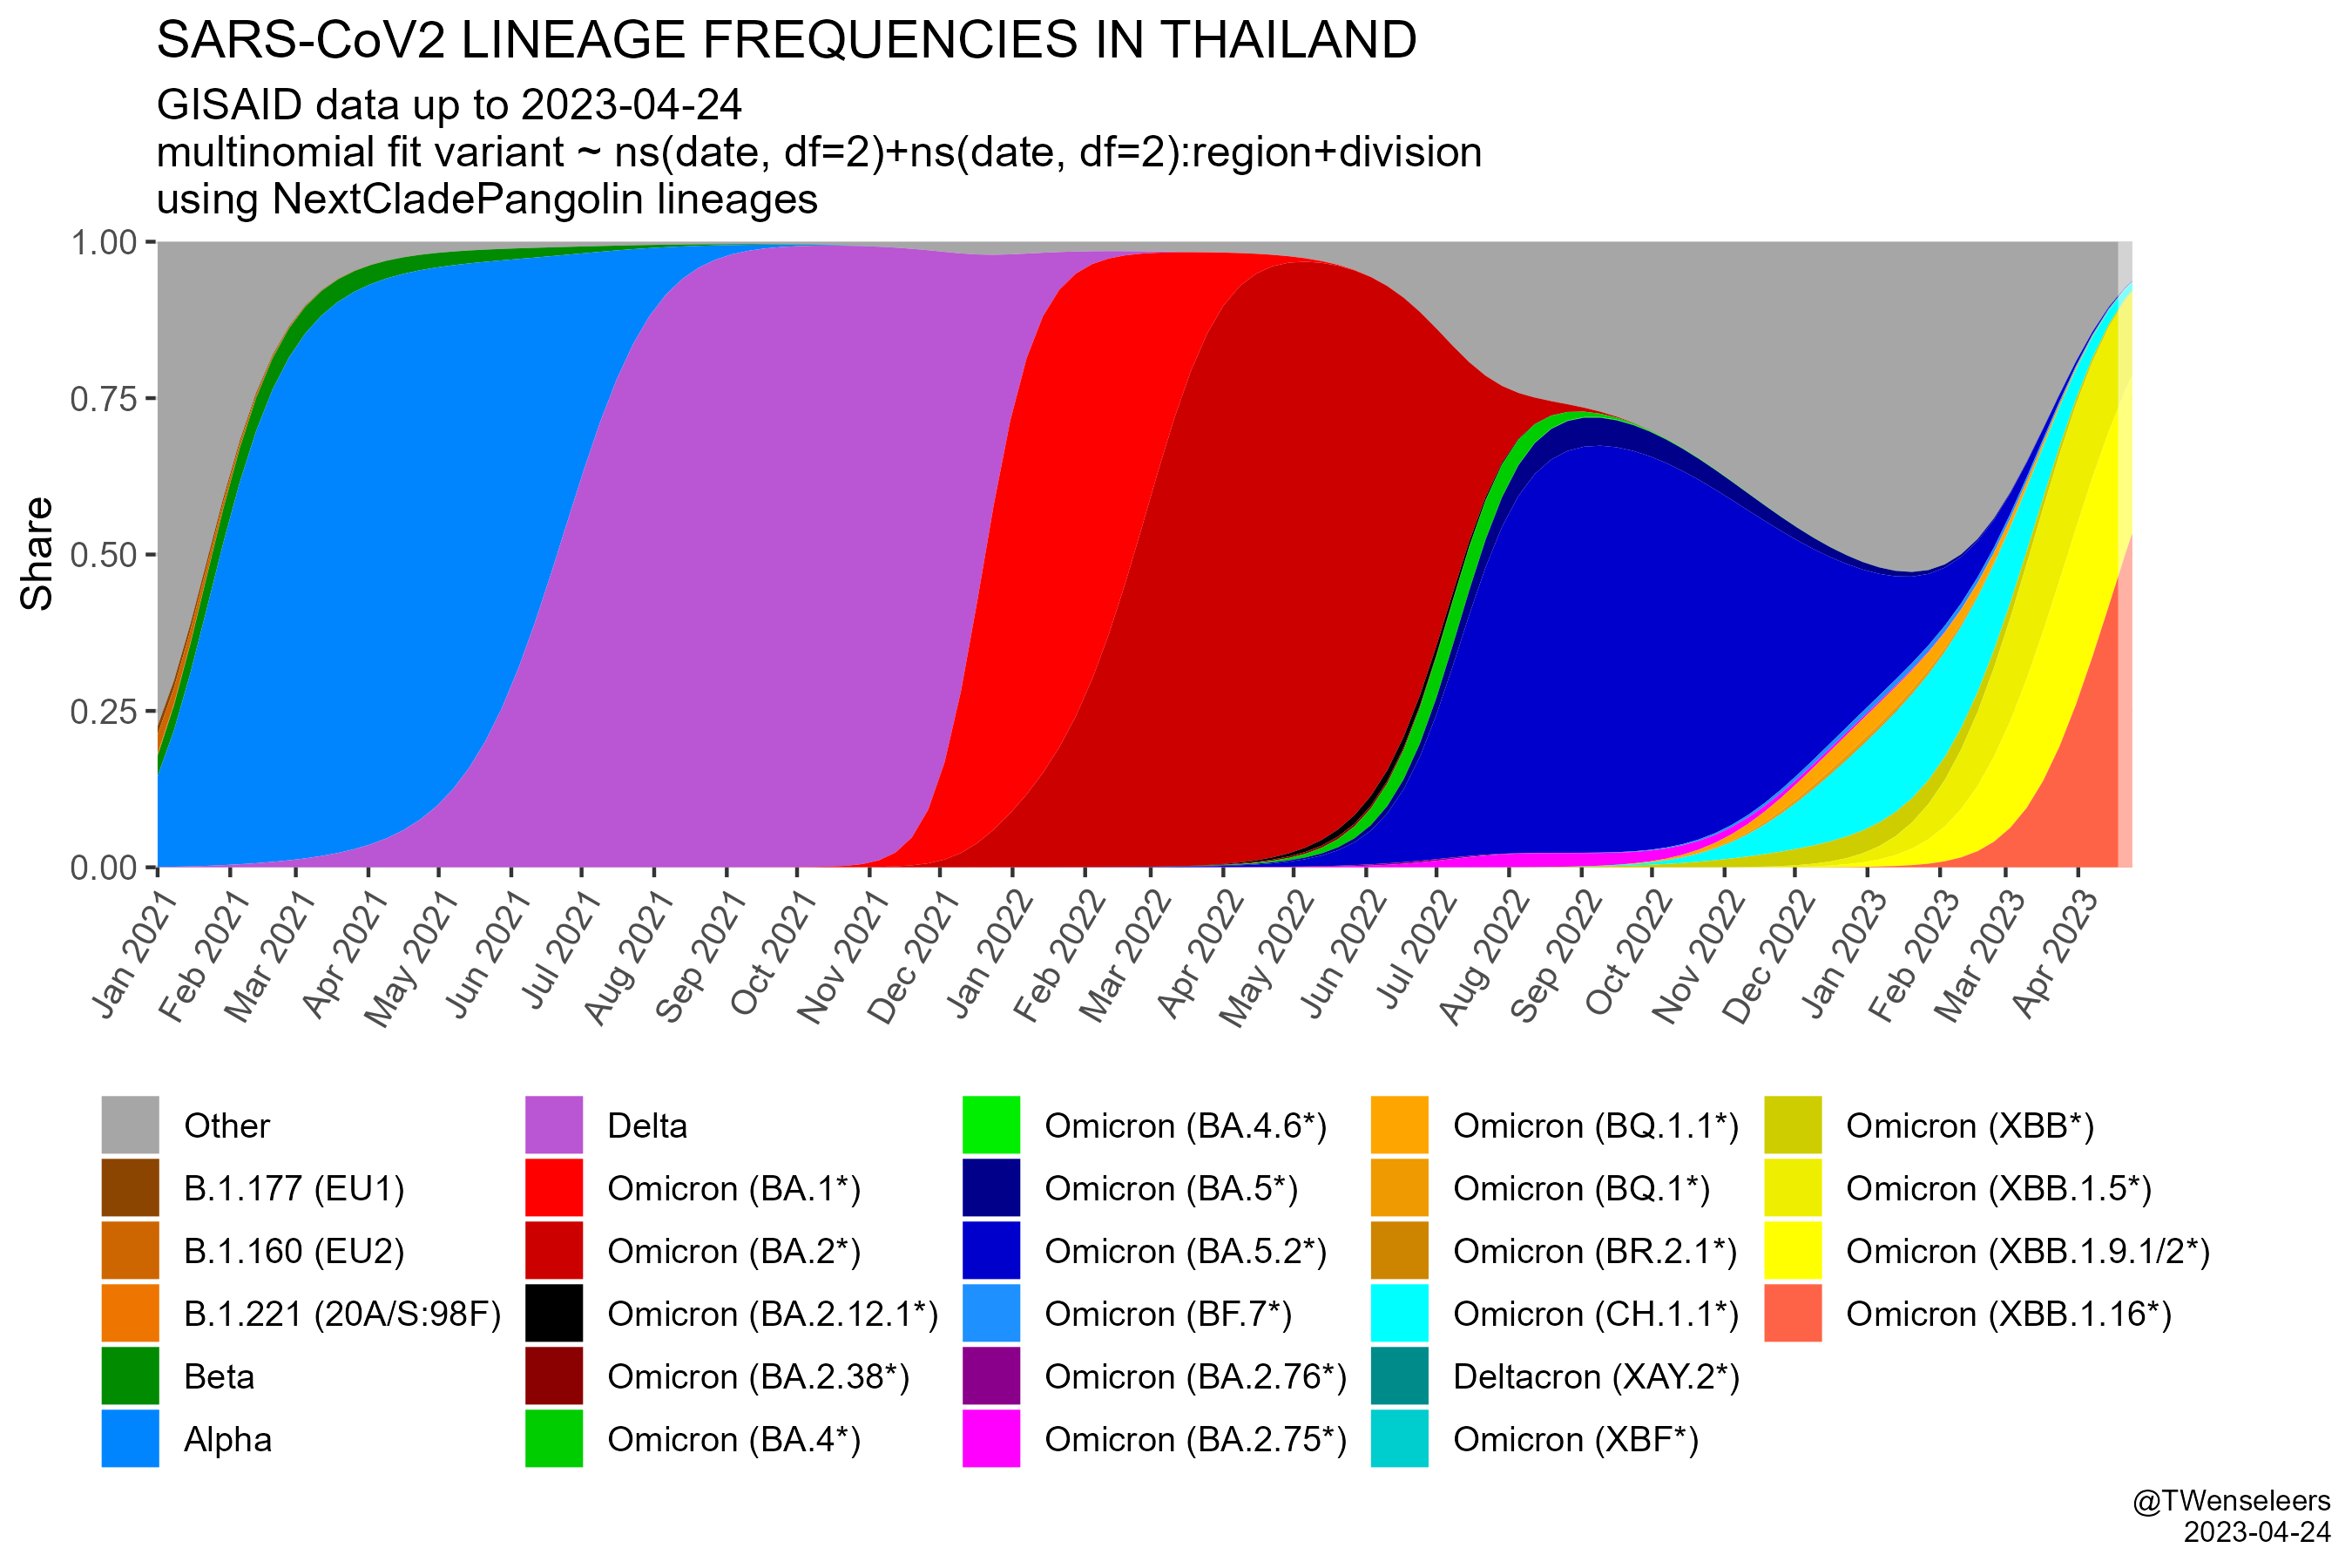 SARS-CoV2 LINEAGE FREQUENCIES IN THAILAND
GISAID data up to 2023-04-24
multinomial fit variant ~ ns(date, df=2)+ns(date, df=2):region+division
using NextCladePangolin lineages
Share
1.00
0.75
0.50
0.25
0.00
Jan 2021
Feb 2021
Mar 2021
Apr 2021
May 2021
Jun 2021
Jul 2021
Aug 2021
Sep 2021
Oct 2021
Nov 2021
Dec 2021
Jan 2022
Feb 2022
Mar 2022
Apr 2022
May 2022
Jun 2022
Jul 2022
Aug 2022
Sep 2022
Oct 2022
Nov 2022
Dec 2022
Jan 2023
Feb 2023
Mar 2023
Apr 2023
Other
B.1.177 (EU1)
B.1.160 (EU2)
B.1.221 (20A/S:98F)
Beta
Alpha
Delta
Omicron (BA.1*)
Omicron (BA.2*)
Omicron (BA.2.12.1*)
Omicron (BA.2.38*)
Omicron (BA.4*)
Omicron (BA.4.6*)
Omicron (BA.5*)
Omicron (BA.5.2*)
Omicron (BF.7*)
Omicron (BA.2.76*)
Omicron (BA.2.75*)
Omicron (BQ.1.1*)
Omicron (BQ.1*)
Omicron (BR.2.1*)
Omicron (CH.1.1*)
Deltacron (XAY.2*)
Omicron (XBF*)
Omicron (XBB*)
Omicron (XBB.1.5*)
Omicron (XBB.1.9.1/2*)
Omicron (XBB.1.16*)
@TWenseleers
2023-04-24